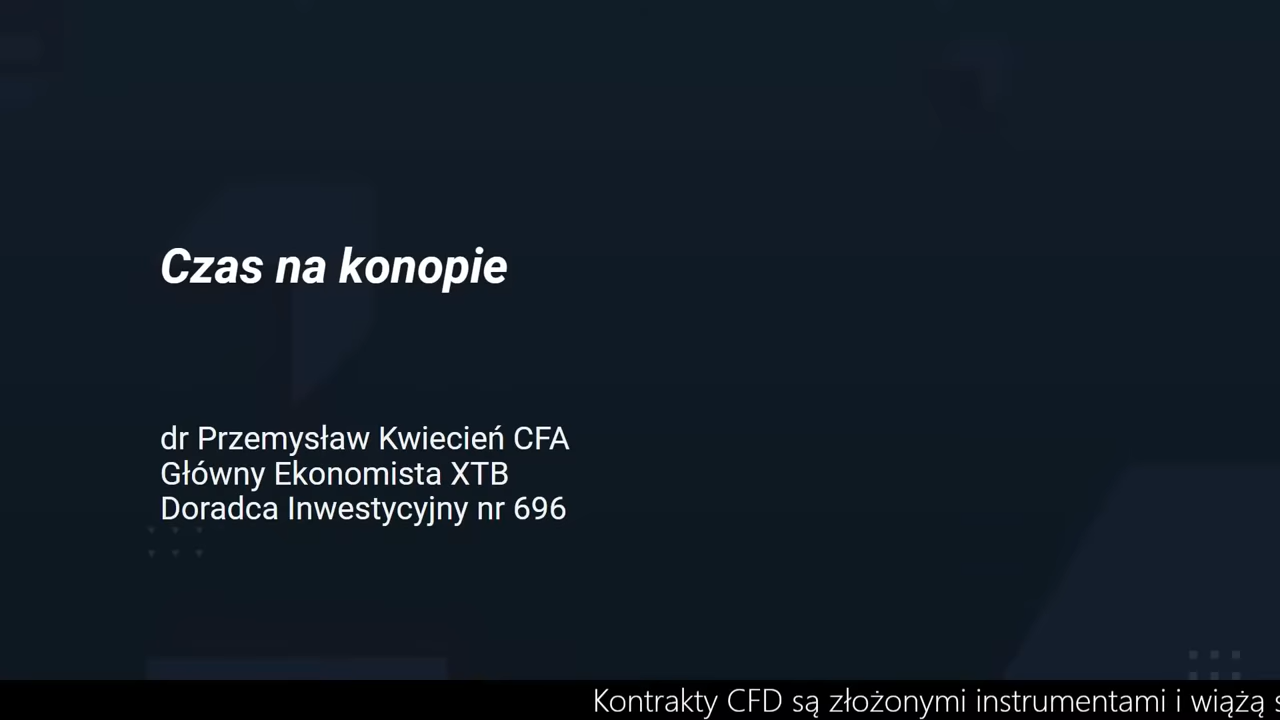 Czas na konopie
dr Przemysław Kwiecień CFA
Główny Ekonomista XTB
Doradca Inwestycyjny nr 696
Kontrakty CFD są złożonymi instrumentami i wiążą